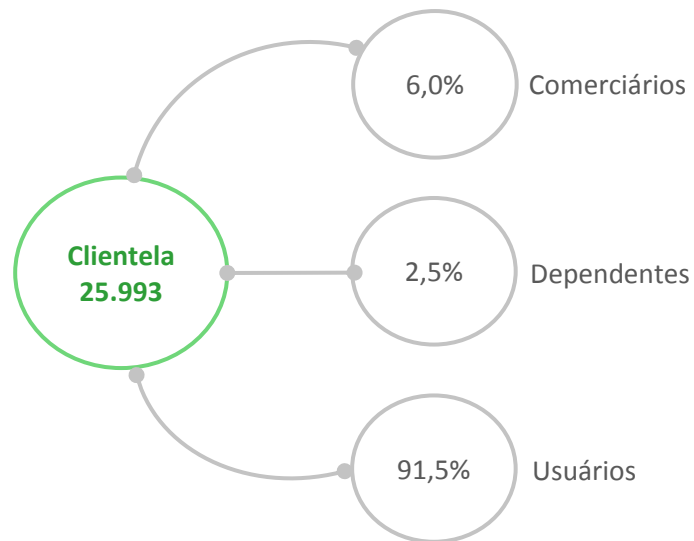 6,0%
Comerciários
Clientela
25.993
2,5%
Dependentes
91,5%
Usuários